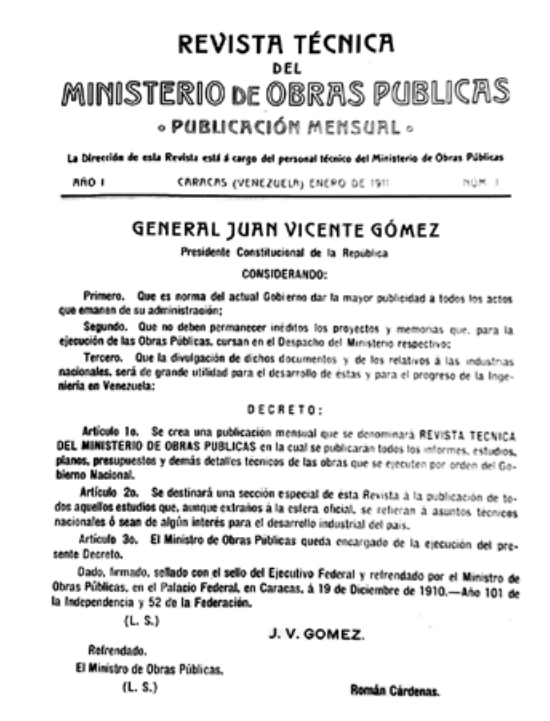 REVISTA TÉCNICA
DEL
MINISTERIO DE OBRAS PUBLICAS
PUBLICACIÓN MENSUAL
La Dirección de esta Revista está á cargo del personal técnico del Ministerio de Obras Públicas
AÑO I CARACAS (VENEZUELA) ENERO DE 1911 NÚM. 1
GENERAL JUAN VICENTE GÓMEZ
Presidente Constitucional de la República
CONSIDERANDO:
Primero. Que es norma del actual Gobierno dar la mayor publicidad a todos los actos
que emanen de su administración;
Segundo. Que no deben permanecer inéditos los proyectos y memorias que, para la
ejecución de las Obras Públicas, cursan en el Despacho del Ministerio respectivo;
Tercero. Que la divulgación de dichos documentos y de los relativos á las industrias
nacionales, será de grande utilidad para el desarrollo de éstas y para el progreso de la Inge-
niería en Venezuela:
DECRETO:
Artículo 1o. Se crea una publicación mensual que se denominará REVISTA TECNICA
DEL MINISTERIO DE OBRAS PUBLICAS en la cual se publicaran todos los informes, estudios,
planos, presupuestos y demás detalles técnicos de las obras que se ejecuten por orden del Go-
bierno Nacional.
Artículo 2o. Se destinará una sección especial de ésta Revista á la publicación de to-
dos aquellos estudios que, aunque extraños á la esfera oficial, se refieran á asuntos técnicos
nacionales ó sean de algún interés para el desarrollo industrial del país.
Artículo 3o. El Ministro de Obras Públicas queda encargado de la ejecución del pre-
sente Decreto.
Dado, firmado, sellado con el sello del Ejecutivo Federal y refrendado por el Ministro de
Obras Públicas, en el Palacio Federal, en Caracas, á 19 de Diciembre de 1910.—Año 101 de
la Independencia y 52 de la Federación.
(L. S.)
J. V. GOMEZ.
Refrendado.
El Ministro de Obras Públicas,
(L. S.)
Román Cárdenas.